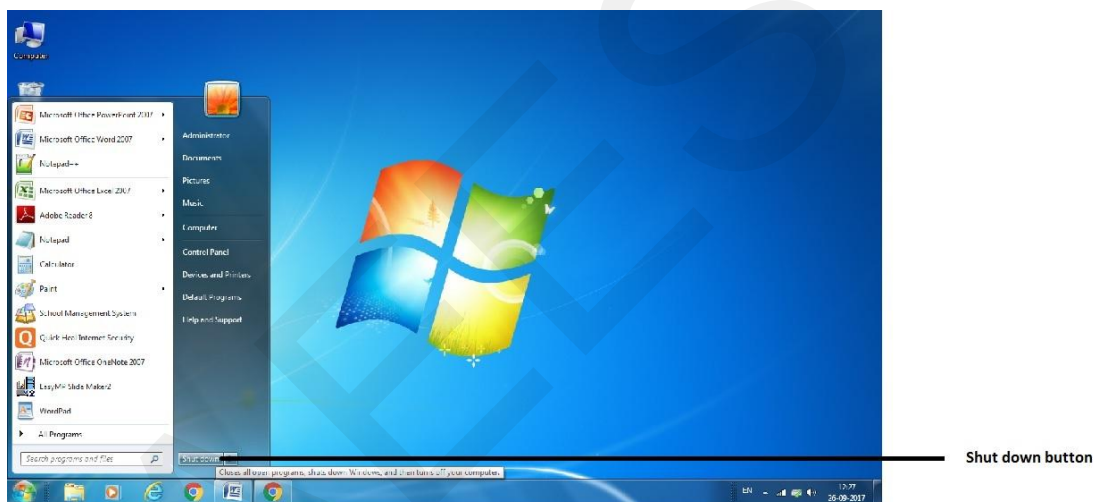 Computer
Microsoft Office PowerPoint 2007
Microsoft Office Word 2007
Notepad++
Microsoft Office Excel 2007
Adobe Reader 8
Notepad
Calculator
Paint
School Management System
Quick Heal Internet Security
Microsoft Office OneNote 2007
EasyMP Slide Maker2
WordPad
All Programs
Search programs and files
Administrator
Documents
Pictures
Music
Computer
Control Panel
Devices and Printers
Default Programs
Help and Support
Shut down
Closes all open programs, shuts down Windows, and then turns off your computer.
Shut down button
EN
12:27
26-09-2017